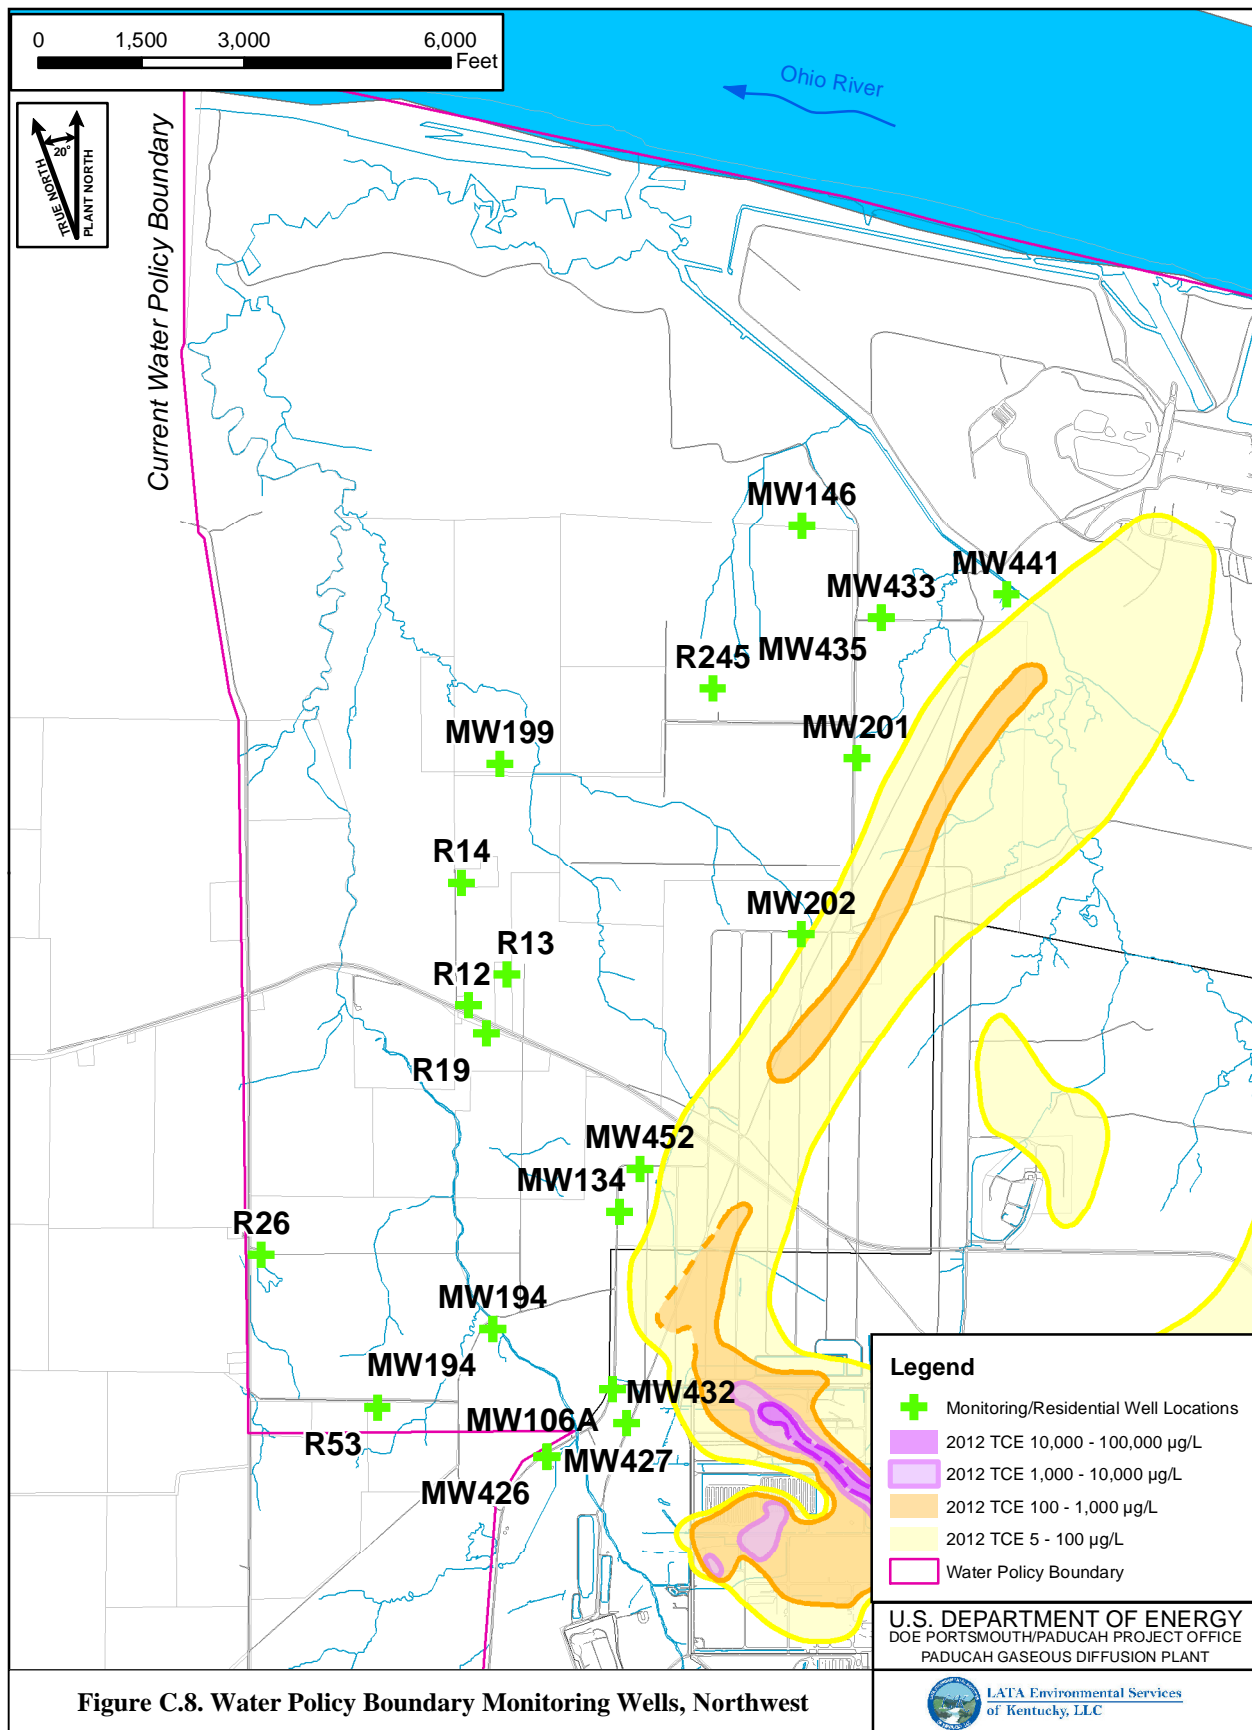 0 1,500 3,000 6,000
Feet
Ohio River
TRUE NORTH
20°
PLANT NORTH
Current Water Policy Boundary
MW146
MW441
MW433
MW435
R245
MW201
MW199
R14
MW202
R13
R12
R19
MW452
MW134
R26
MW194
MW194
MW432
MW106A
R53
MW427
MW426
Legend
Monitoring/Residential Well Locations
2012 TCE 10,000 - 100,000 µg/L
2012 TCE 1,000 - 10,000 µg/L
2012 TCE 100 - 1,000 µg/L
2012 TCE 5 - 100 µg/L
Water Policy Boundary
U.S. DEPARTMENT OF ENERGY
DOE PORTSMOUTH/PADUCAH PROJECT OFFICE
PADUCAH GASEOUS DIFFUSION PLANT
Figure C.8. Water Policy Boundary Monitoring Wells, Northwest
LATA Environmental Services
of Kentucky, LLC